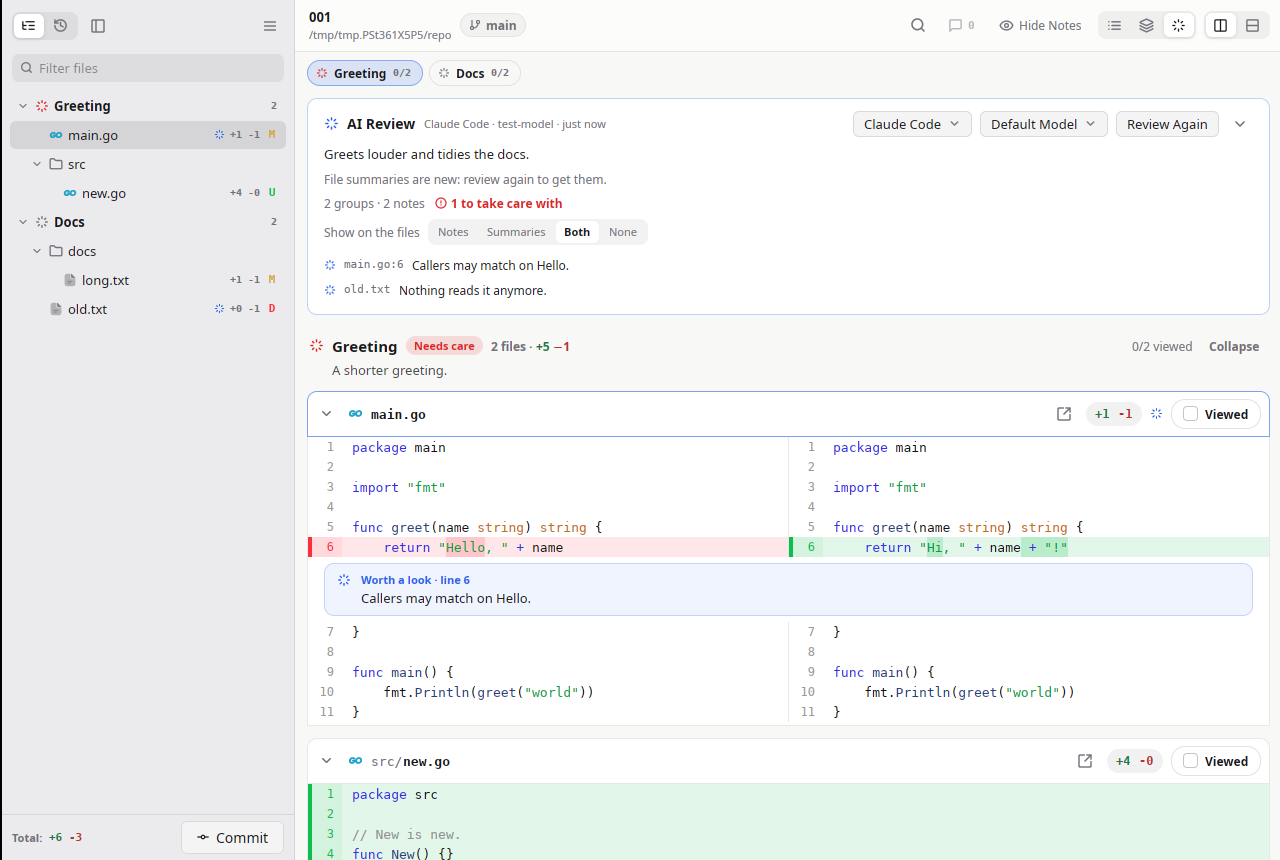 001
/tmp/tmp.PSt361X5P5/repo
main
0
Hide Notes
Filter files
Greeting 2
main.go +1 -1 M
src
new.go +4 -0 U
Docs 2
docs
long.txt +1 -1 M
old.txt +0 -1 D
Total: +6 -3
Commit
Greeting 0/2
Docs 0/2
AI Review Claude Code · test-model · just now
Claude Code
Default Model
Review Again
Greets louder and tidies the docs.
File summaries are new: review again to get them.
2 groups · 2 notes 1 to take care with
Show on the files Notes Summaries Both None
main.go:6 Callers may match on Hello.
old.txt Nothing reads it anymore.
Greeting Needs care 2 files · +5 −1
0/2 viewed Collapse
A shorter greeting.
GO main.go
+1 -1
Viewed
1 package main
2
3 import "fmt"
4
5 func greet(name string) string {
6 return "Hello, " + name
1 package main
2
3 import "fmt"
4
5 func greet(name string) string {
6 return "Hi, " + name + "!"
Worth a look · line 6
Callers may match on Hello.
7 }
8
9 func main() {
10 fmt.Println(greet("world"))
11 }
7 }
8
9 func main() {
10 fmt.Println(greet("world"))
11 }
GO src/new.go
+4 -0
Viewed
1 package src
2
3 // New is new.
4 func New() {}